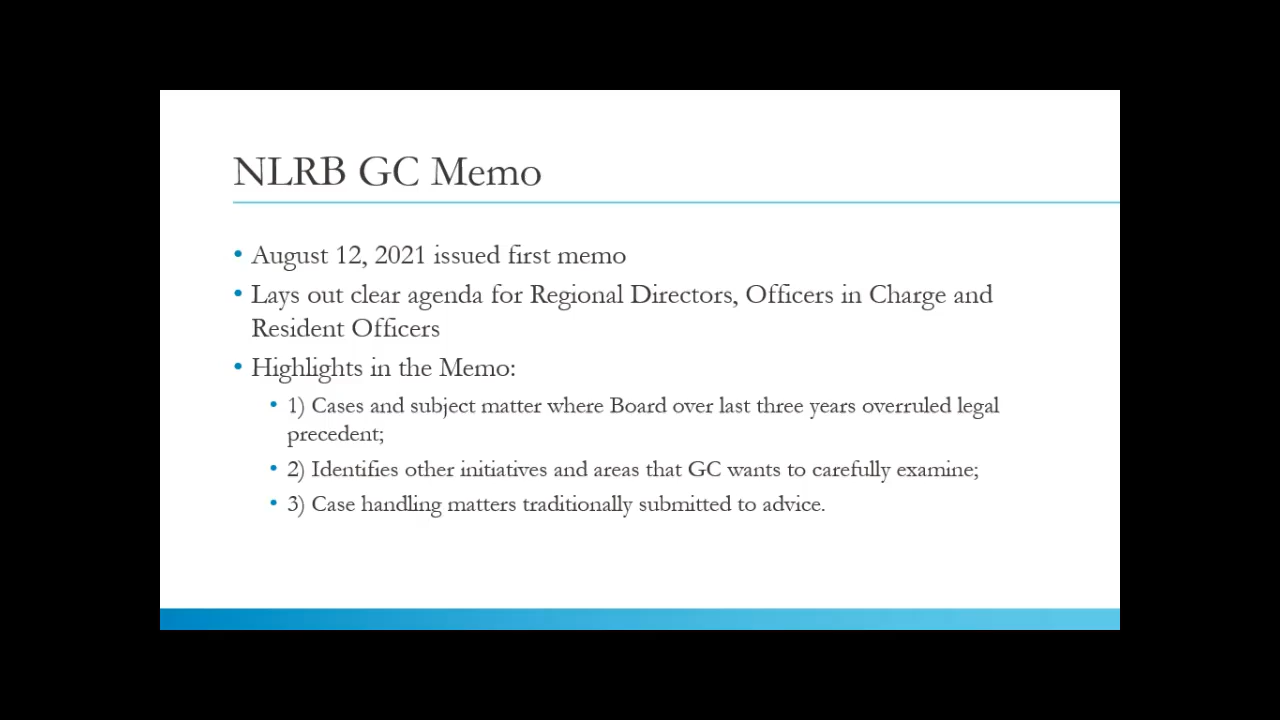 NLRB GC Memo
• August 12, 2021 issued first memo
• Lays out clear agenda for Regional Directors, Officers in Charge and
Resident Officers
• Highlights in the Memo:
• 1) Cases and subject matter where Board over last three years overruled legal
precedent;
• 2) Identifies other initiatives and areas that GC wants to carefully examine;
• 3) Case handling matters traditionally submitted to advice.